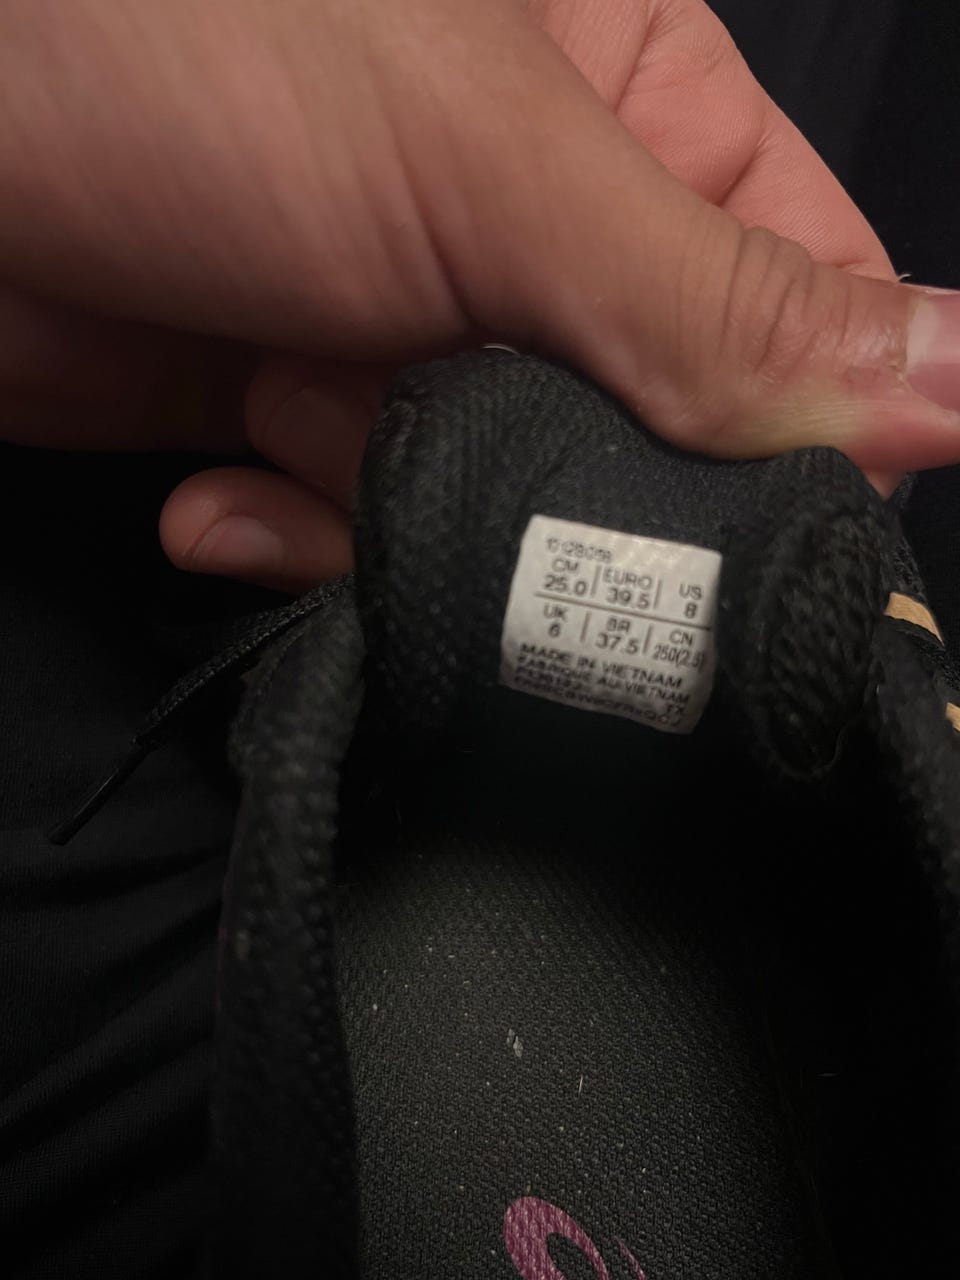 CM EURO US
25.0 39.5 8
UK BR CN
6 37.5 250(2.5)
MADE IN VIETNAM
FABRIQUE AU VIETNAM
TX